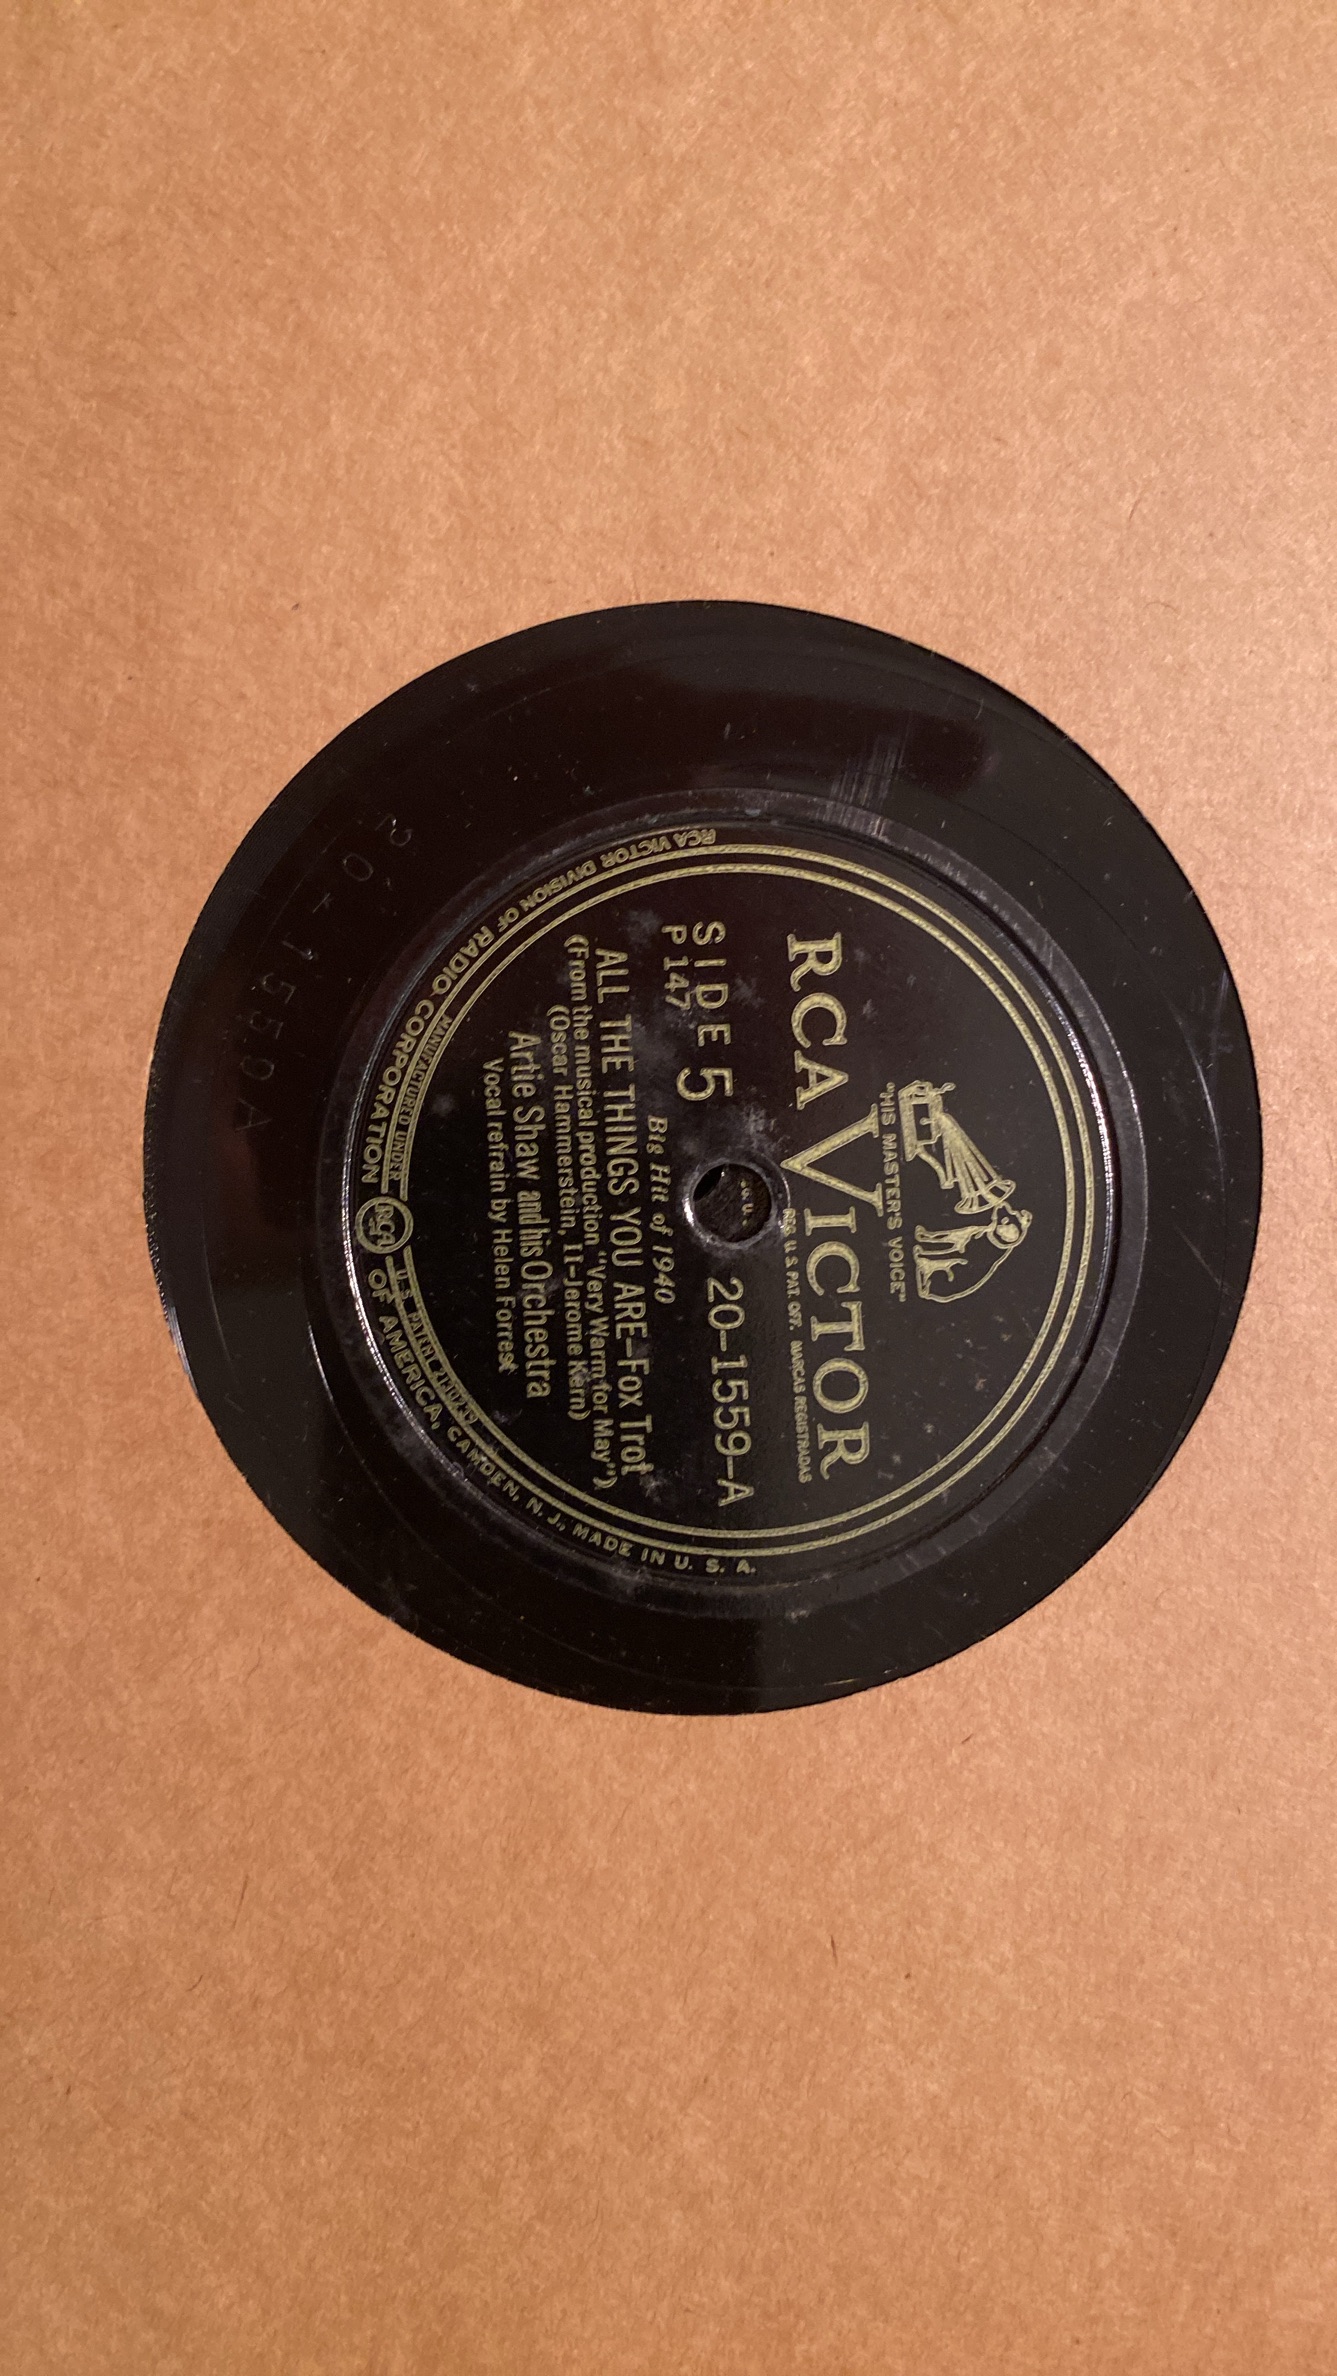 "HIS MASTER'S VOICE"
RCA VICTOR
REG. U.S. PAT. OFF. MARCAS REGISTRADAS
SIDE 5
20-1559-A
P 147
Big Hit of 1940
ALL THE THINGS YOU ARE-Fox Trot
(From the musical production "Very Warm for May")
(Oscar Hammerstein, II-Jerome Kern)
Artie Shaw and his Orchestra
Vocal refrain by Helen Forrest
MANUFACTURED UNDER RCA U.S. PATENT
RCA VICTOR DIVISION OF RADIO CORPORATION OF AMERICA, CAMDEN, N. J., MADE IN U. S. A.
20-1559A